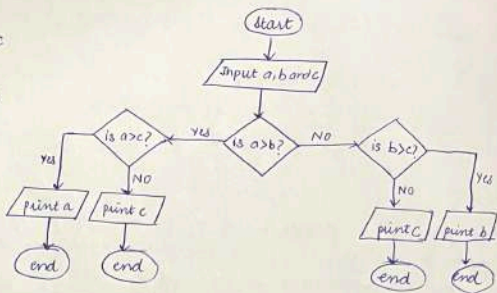 Start
Input a, b and c
is a>b?
Yes
NO
is a>c?
is b>c?
Yes
NO
NO
Yes
print a
print c
print C
print b
end
end
end
end